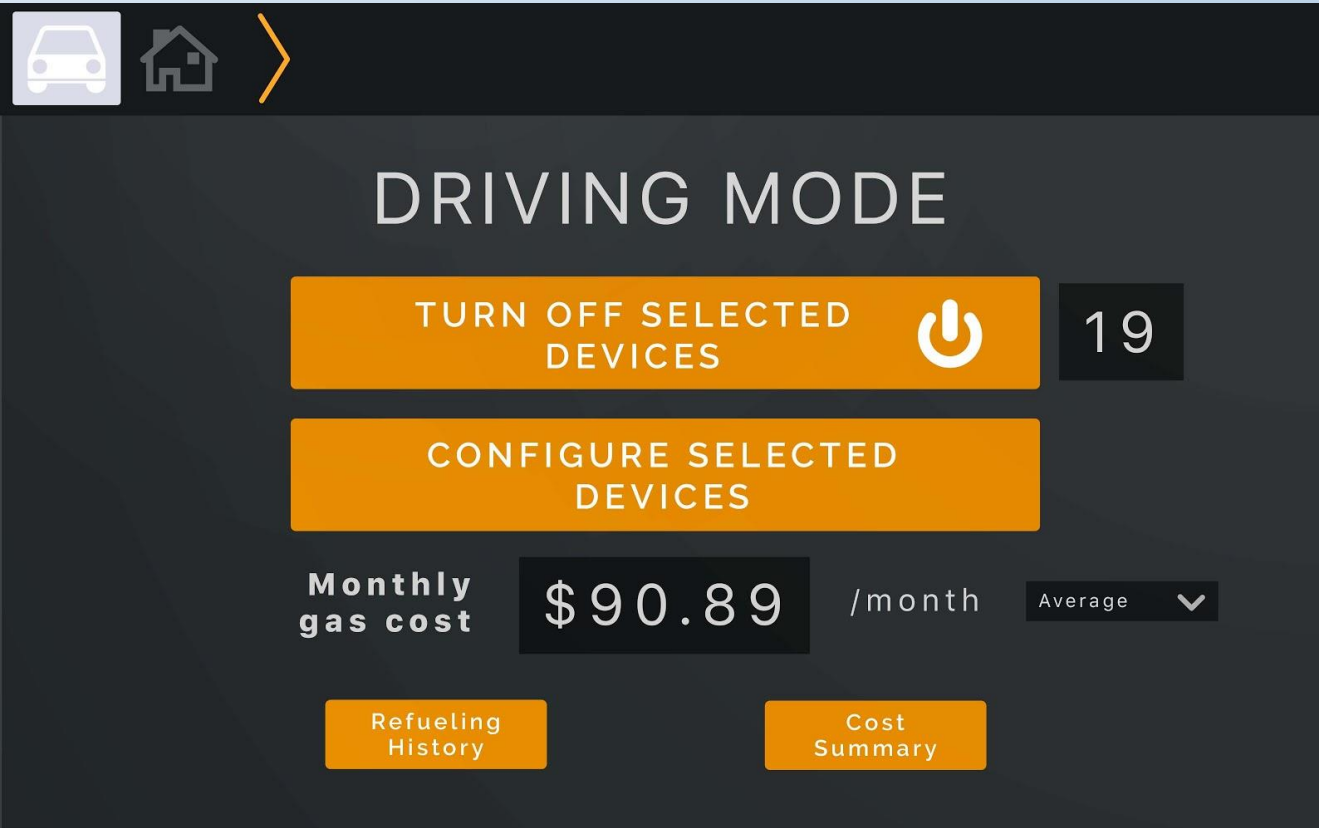 DRIVING MODE
TURN OFF SELECTED
DEVICES
19
CONFIGURE SELECTED
DEVICES
Monthly
gas cost
$90.89
/month
Average
Refueling
History
Cost
Summary